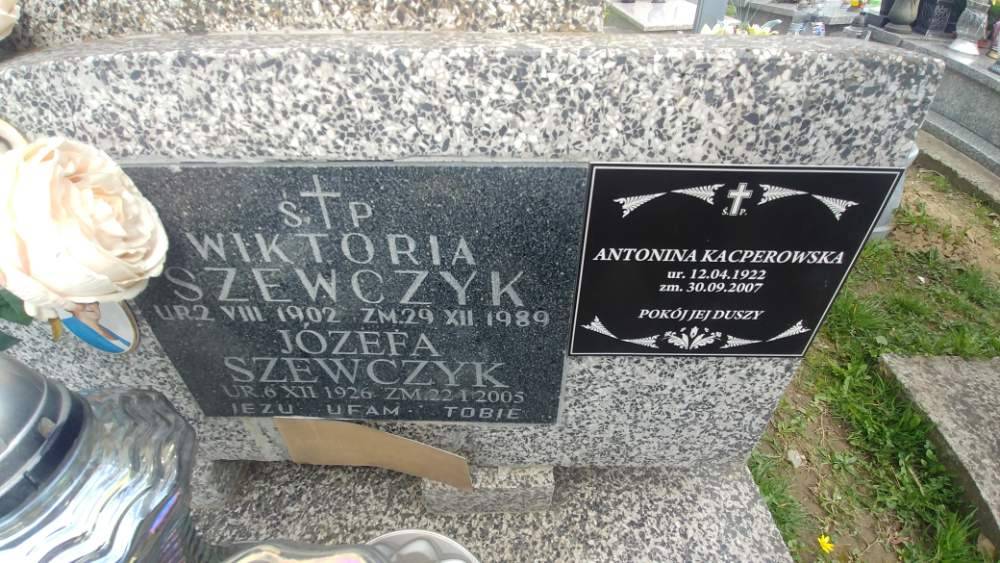 Ś P
WIKTORIA
SZEWCZYK
UR.2 VIII 1902 ZM.29 XII 1989
JÓZEFA
SZEWCZYK
UR.6 XII 1926 ZM.22 I 2005
JEZU UFAM TOBIE
Ś. P.
ANTONINA KACPEROWSKA
ur. 12.04.1922
zm. 30.09.2007
POKÓJ JEJ DUSZY